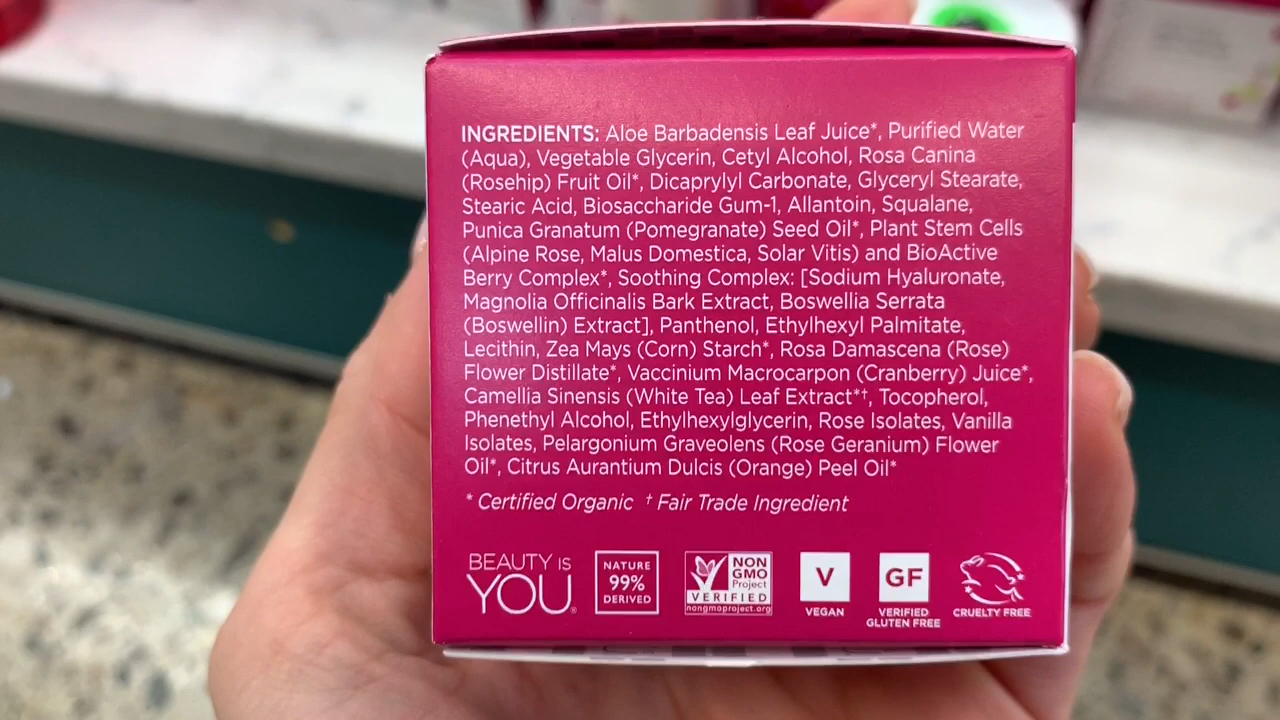 INGREDIENTS: Aloe Barbadensis Leaf Juice*, Purified Water
(Aqua), Vegetable Glycerin, Cetyl Alcohol, Rosa Canina
(Rosehip) Fruit Oil*, Dicaprylyl Carbonate, Glyceryl Stearate,
Stearic Acid, Biosaccharide Gum-1, Allantoin, Squalane,
Punica Granatum (Pomegranate) Seed Oil*, Plant Stem Cells
(Alpine Rose, Malus Domestica, Solar Vitis) and BioActive
Berry Complex*, Soothing Complex: [Sodium Hyaluronate,
Magnolia Officinalis Bark Extract, Boswellia Serrata
(Boswellin) Extract], Panthenol, Ethylhexyl Palmitate,
Lecithin, Zea Mays (Corn) Starch*, Rosa Damascena (Rose)
Flower Distillate*, Vaccinium Macrocarpon (Cranberry) Juice*,
Camellia Sinensis (White Tea) Leaf Extract*†, Tocopherol,
Phenethyl Alcohol, Ethylhexylglycerin, Rose Isolates, Vanilla
Isolates, Pelargonium Graveolens (Rose Geranium) Flower
Oil*, Citrus Aurantium Dulcis (Orange) Peel Oil*
* Certified Organic † Fair Trade Ingredient
BEAUTY IS
YOU®
NATURE
99%
DERIVED
NON
GMO
Project
VERIFIED
nongmoproject.org
V
VEGAN
GF
VERIFIED
GLUTEN FREE
CRUELTY FREE